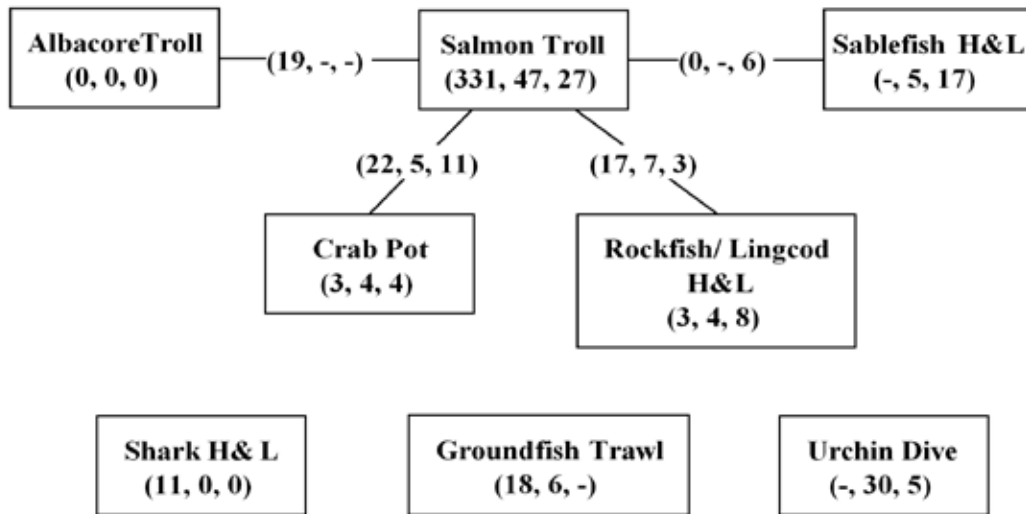 AlbacoreTroll
(0, 0, 0)
(19, -, -)
Salmon Troll
(331, 47, 27)
(0, -, 6)
Sablefish H&L
(-, 5, 17)
(22, 5, 11)
(17, 7, 3)
Crab Pot
(3, 4, 4)
Rockfish/ Lingcod
H&L
(3, 4, 8)
Shark H& L
(11, 0, 0)
Groundfish Trawl
(18, 6, -)
Urchin Dive
(-, 30, 5)